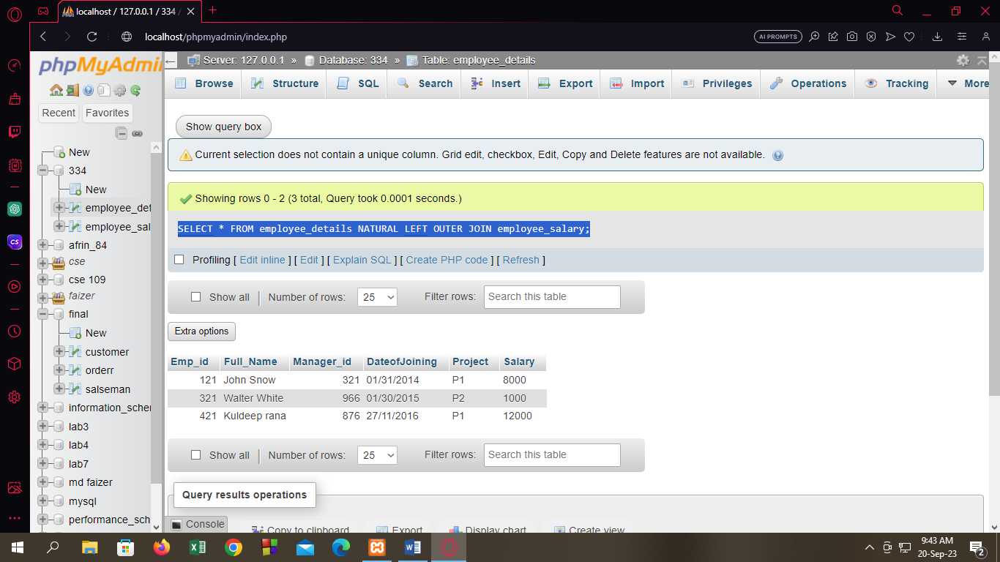 localhost / 127.0.0.1 / 334 /
localhost/phpmyadmin/index.php
AI PROMPTS
phpMyAdmin
Recent
Favorites
New
334
New
employee_det
employee_sal
afrin_84
cse
cse 109
faizer
final
New
customer
orderr
salseman
information_scher
lab3
lab4
lab7
md faizer
mysql
performance_sch
Server: 127.0.0.1 » Database: 334 » Table: employee_details
Browse Structure SQL Search Insert Export Import Privileges Operations Tracking More
Show query box
Current selection does not contain a unique column. Grid edit, checkbox, Edit, Copy and Delete features are not available.
Showing rows 0 - 2 (3 total, Query took 0.0001 seconds.)
SELECT * FROM employee_details NATURAL LEFT OUTER JOIN employee_salary;
Profiling [ Edit inline ] [ Edit ] [ Explain SQL ] [ Create PHP code ] [ Refresh ]
Show all | Number of rows: 25 Filter rows: Search this table
Extra options
Emp_id Full_Name Manager_id DateofJoining Project Salary
121 John Snow 321 01/31/2014 P1 8000
321 Walter White 966 01/30/2015 P2 1000
421 Kuldeep rana 876 27/11/2016 P1 12000
Show all | Number of rows: 25 Filter rows: Search this table
Query results operations
Console
Copy to clipboard Export Display chart Create view
9:43 AM
20-Sep-23
2